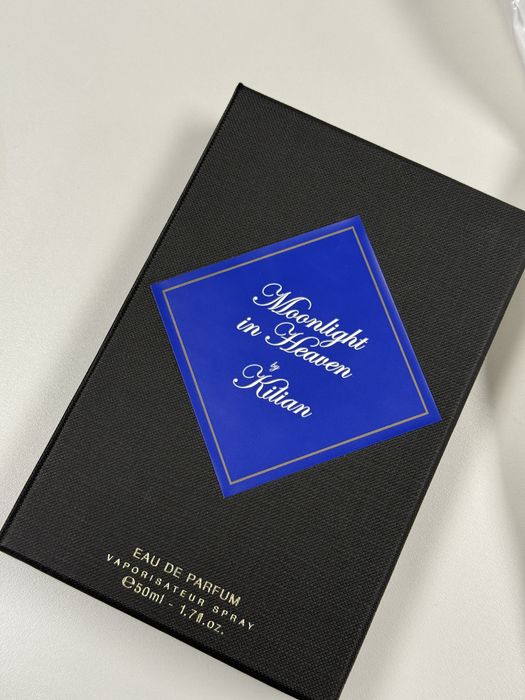 Moonlight
in Heaven
by
Kilian
EAU DE PARFUM
VAPORISATEUR SPRAY
℮50ml - 1.7fl.oz.